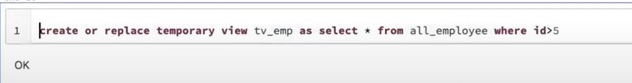 1 create or replace temporary view tv_emp as select * from all_employee where id>5
OK